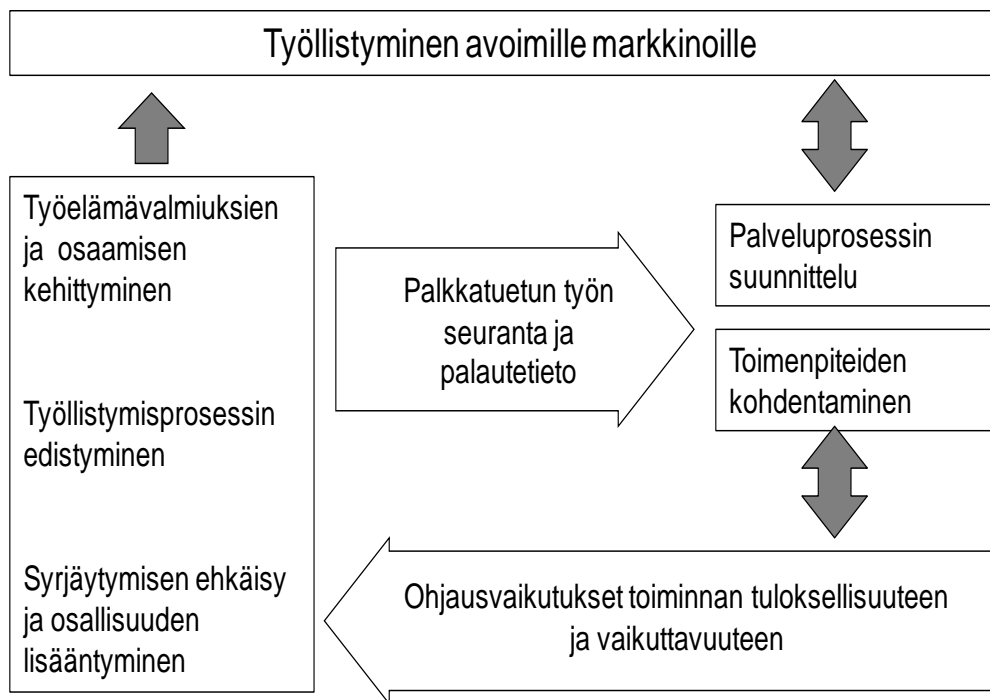 Työllistyminen avoimille markkinoille
Työelämävalmiuksien
ja osaamisen
kehittyminen
Työllistymisprosessin
edistyminen
Syrjäytymisen ehkäisy
ja osallisuuden
lisääntyminen
Palkkatuetun työn
seuranta ja
palautetieto
Palveluprosessin
suunnittelu
Toimenpiteiden
kohdentaminen
Ohjausvaikutukset toiminnan tuloksellisuuteen
ja vaikuttavuuteen